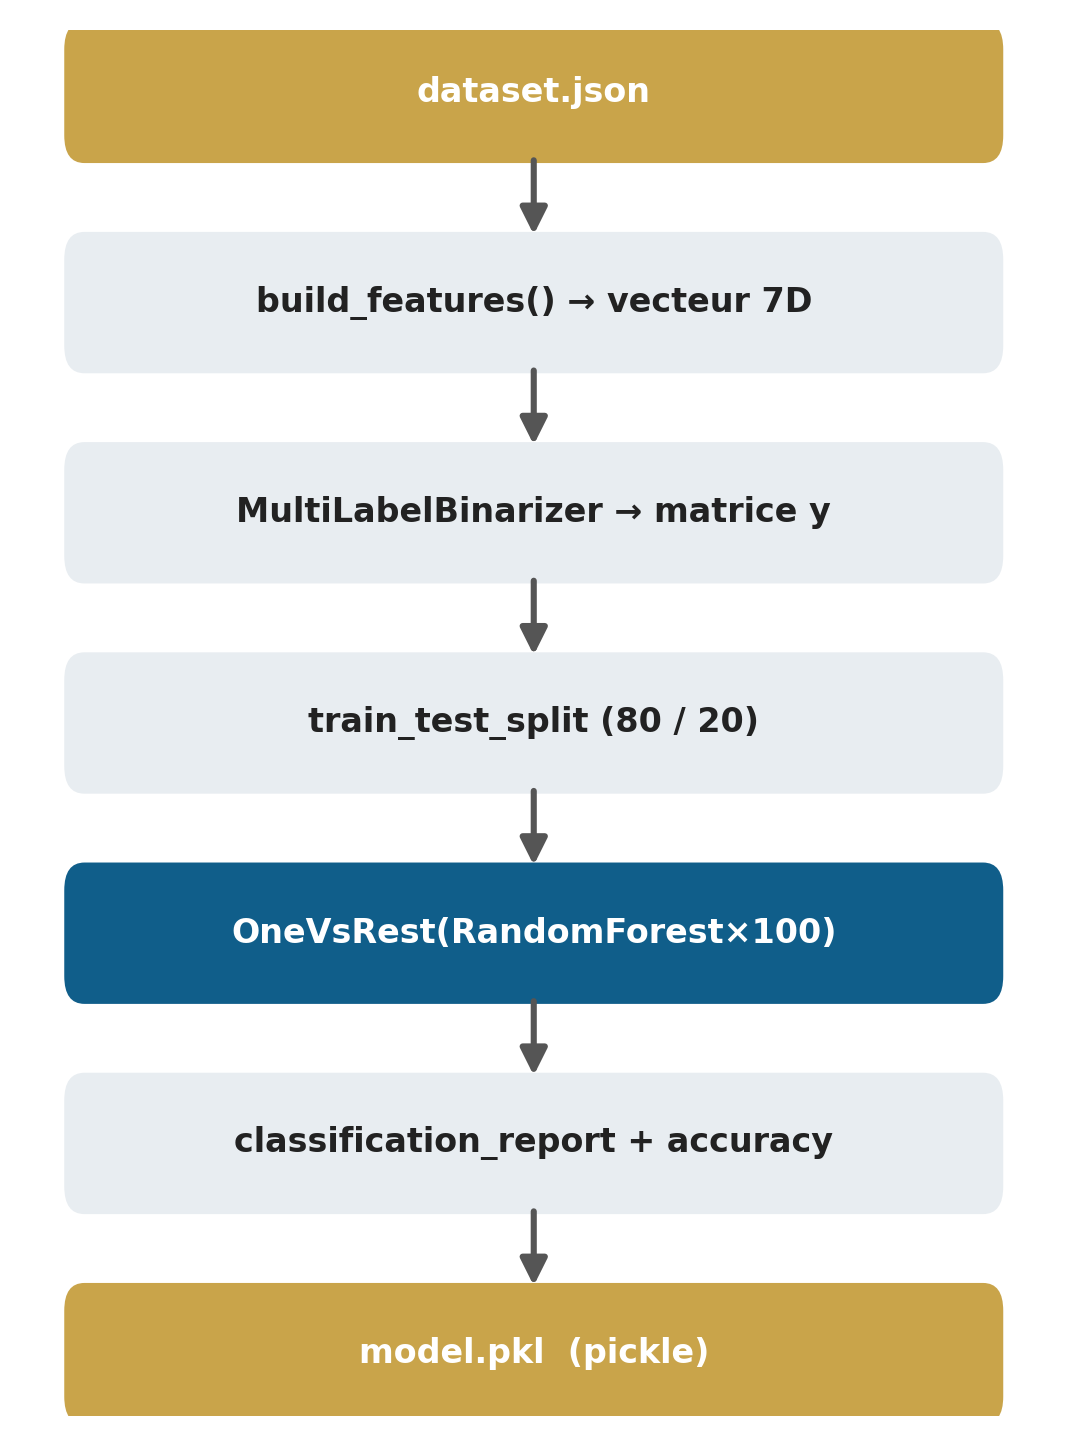 dataset.json
build_features() → vecteur 7D
MultiLabelBinarizer → matrice y
train_test_split (80 / 20)
OneVsRest(RandomForest×100)
classification_report + accuracy
model.pkl  (pickle)